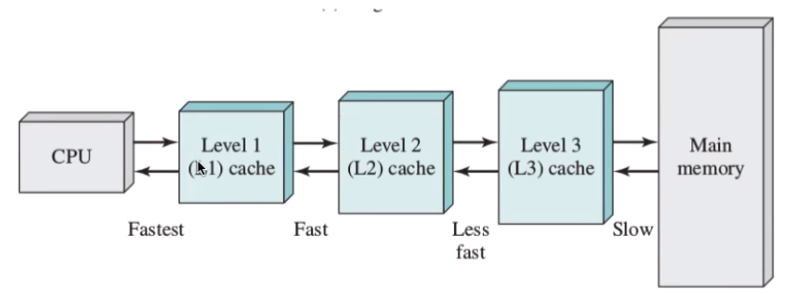 CPU
Level 1
(L1) cache
Level 2
(L2) cache
Level 3
(L3) cache
Main
memory
Fastest
Fast
Less
fast
Slow